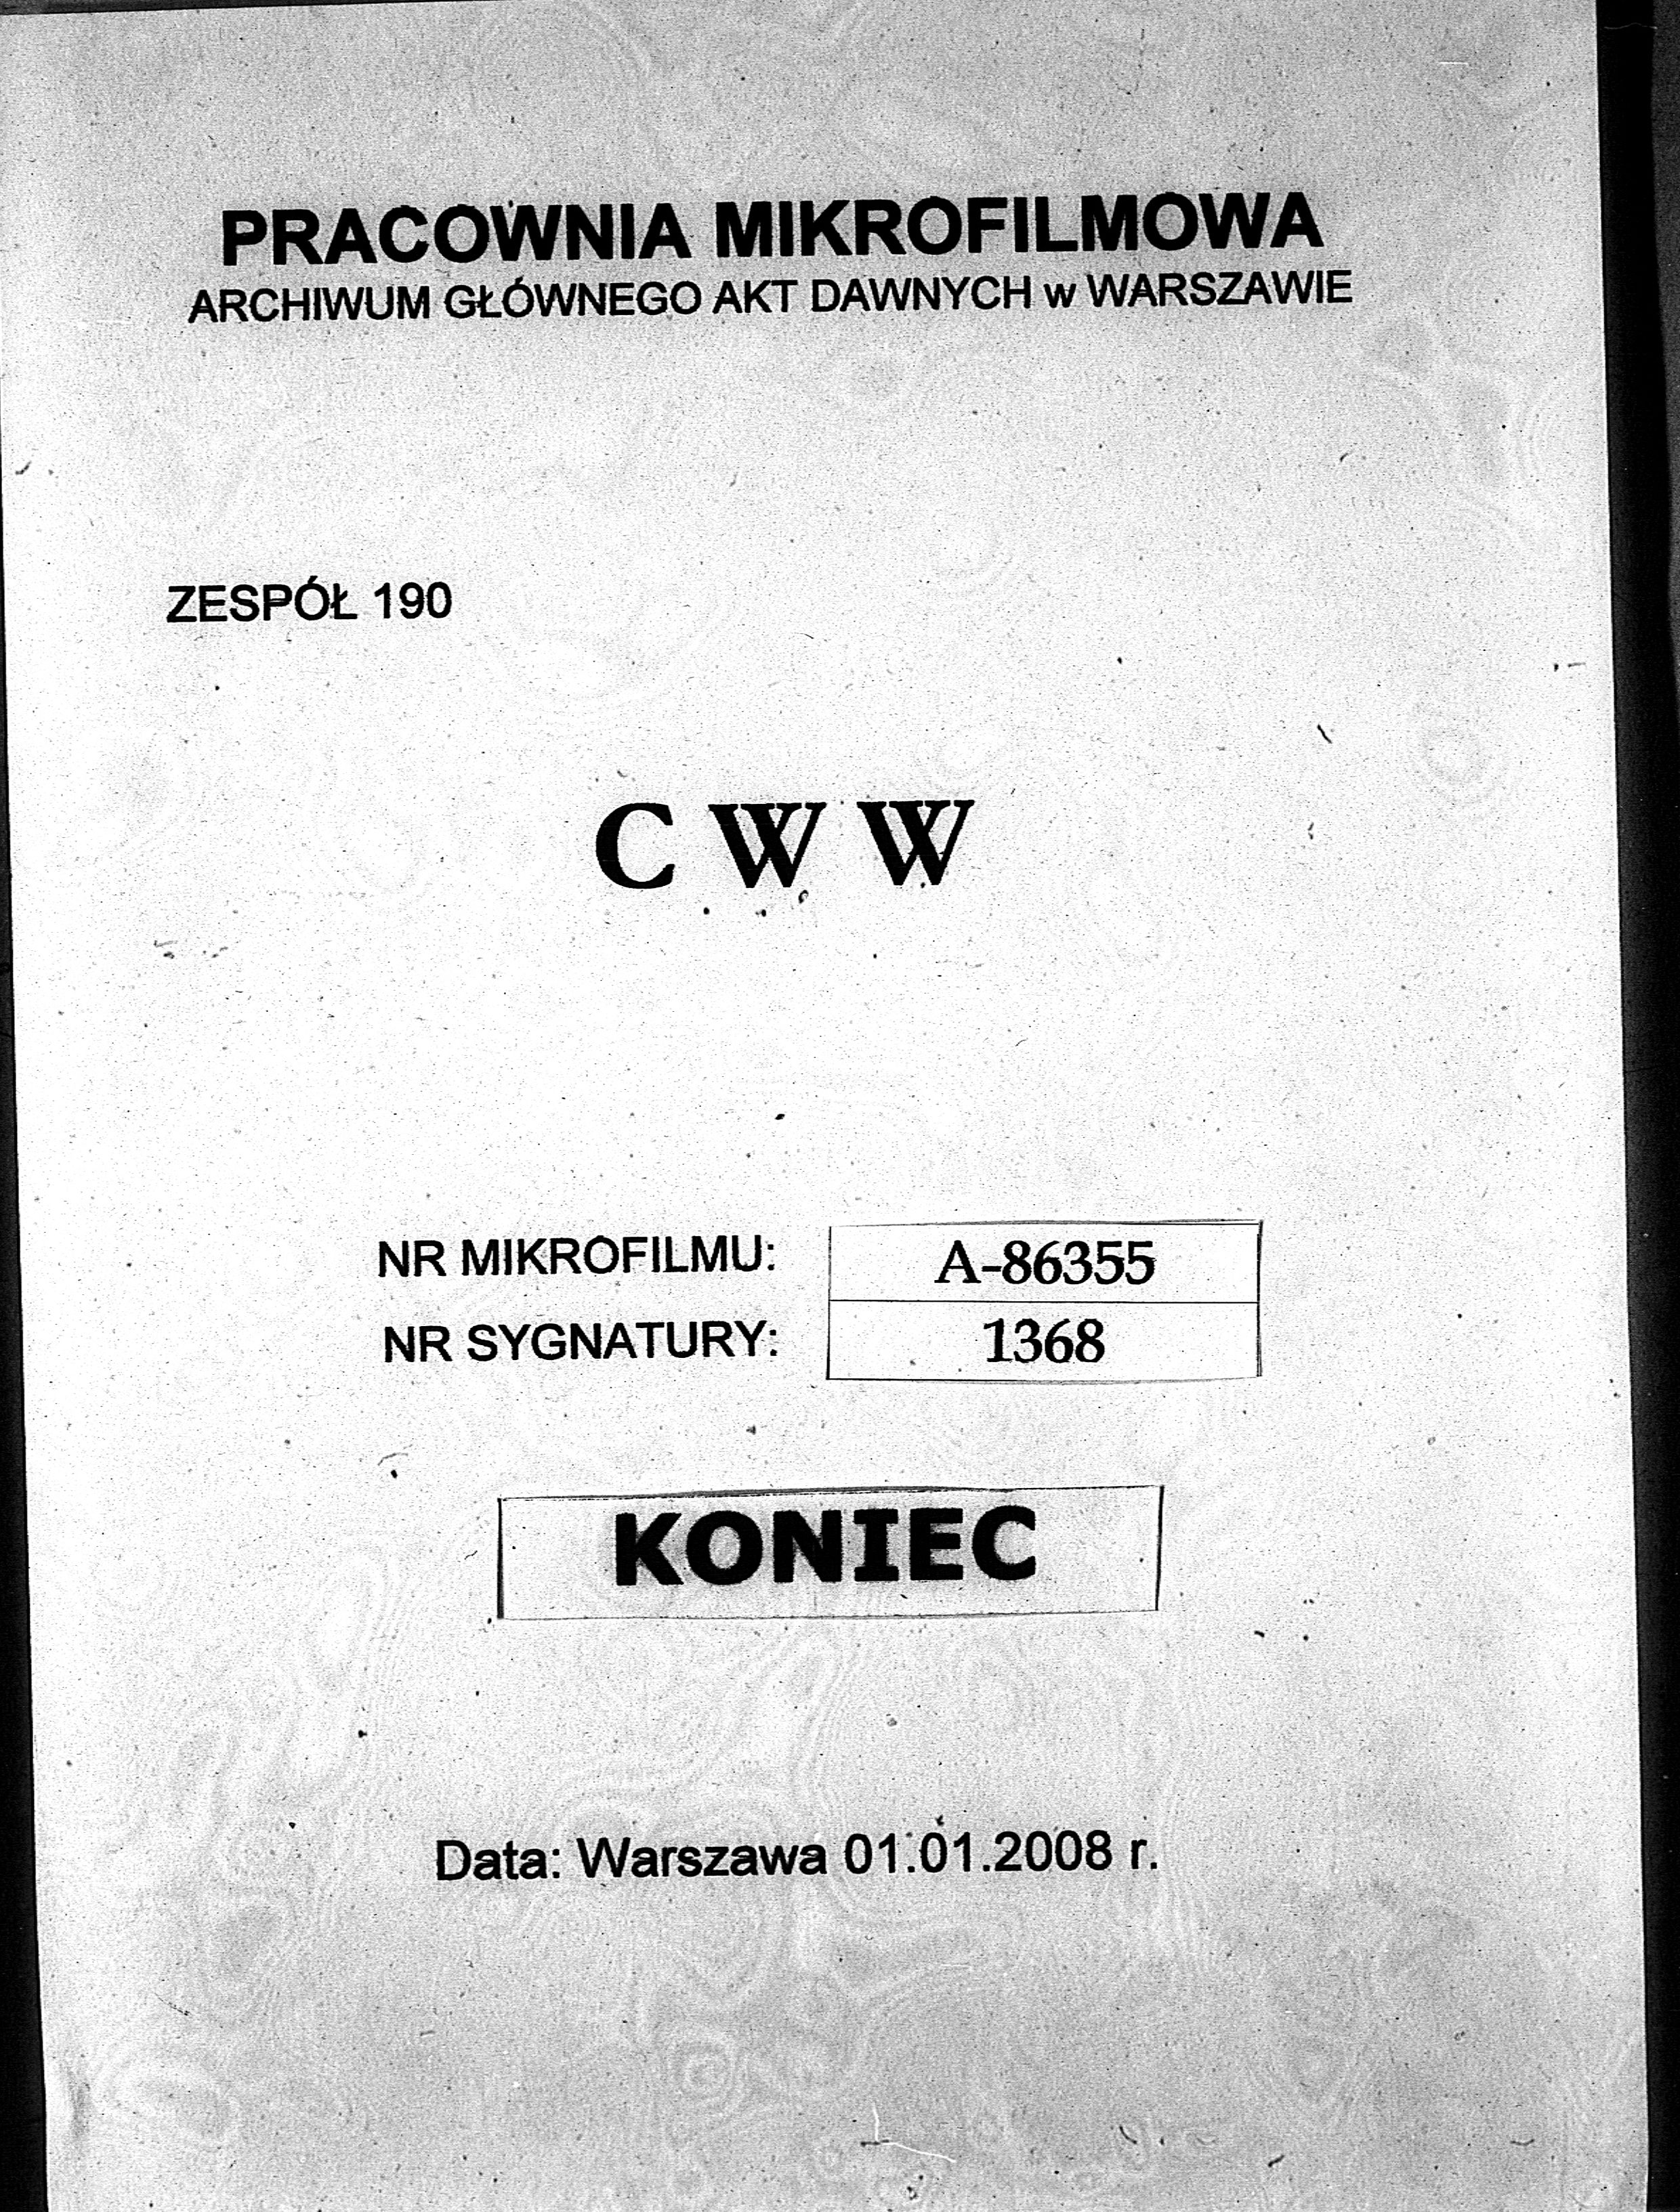 PRACOWNIA MIKROFILMOWA
ARCHIWUM GŁÓWNEGO AKT DAWNYCH w WARSZAWIE
ZESPÓŁ 190
C W W
NR MIKROFILMU: A-86355
NR SYGNATURY: 1368
KONIEC
Data: Warszawa 01.01.2008 r.